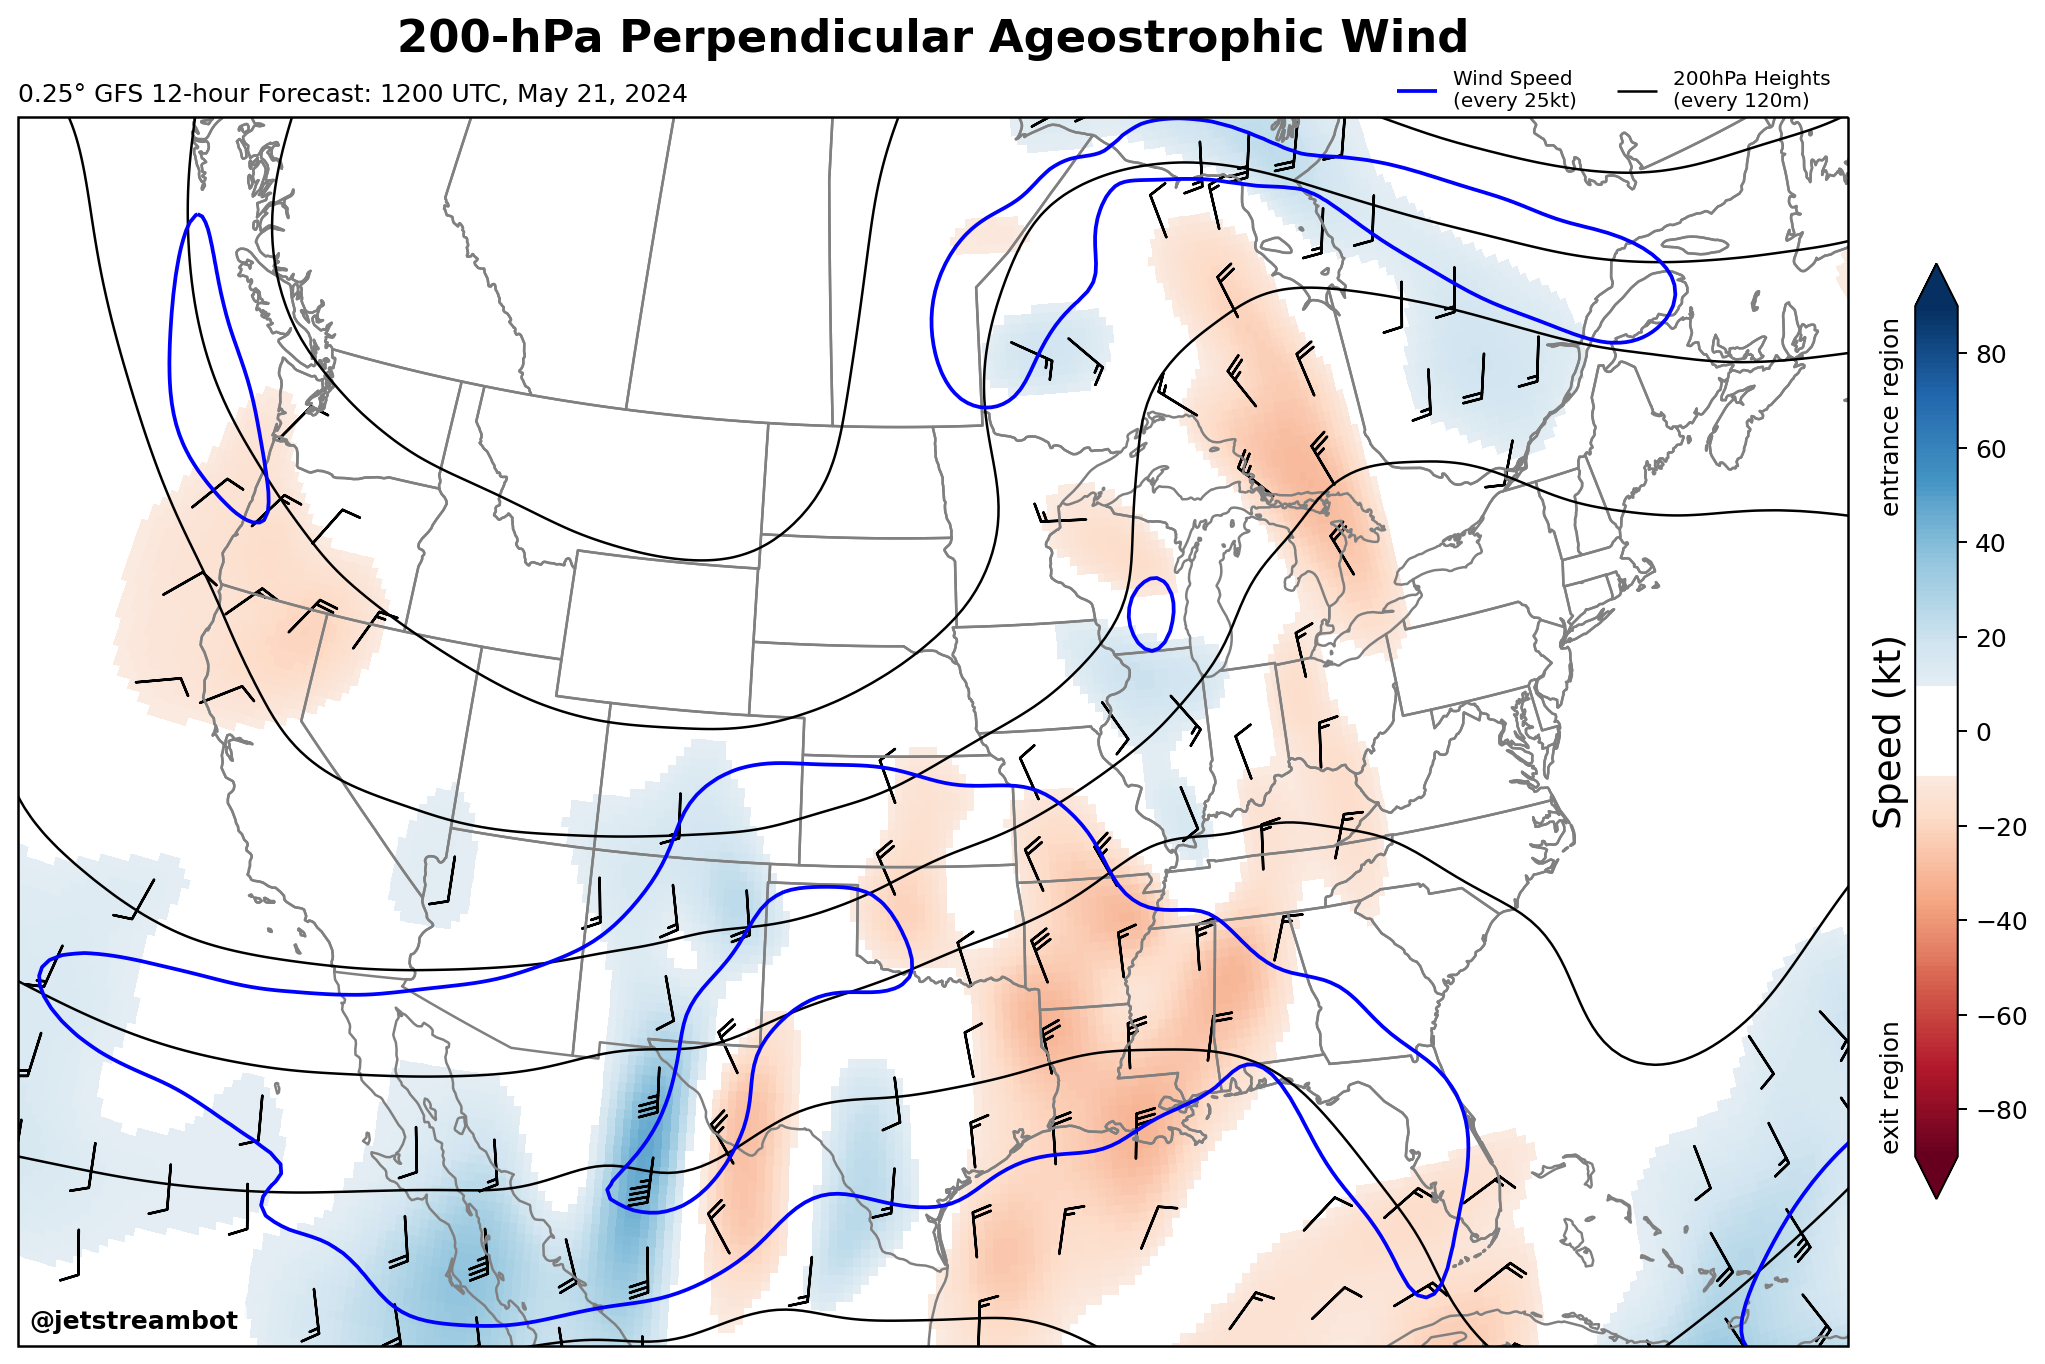 200-hPa Perpendicular Ageostrophic Wind
0.25° GFS 12-hour Forecast: 1200 UTC, May 21, 2024
Wind Speed
(every 25kt)
200hPa Heights
(every 120m)
entrance region
exit region
Speed (kt)
80
60
40
20
0
−20
−40
−60
−80
@jetstreambot